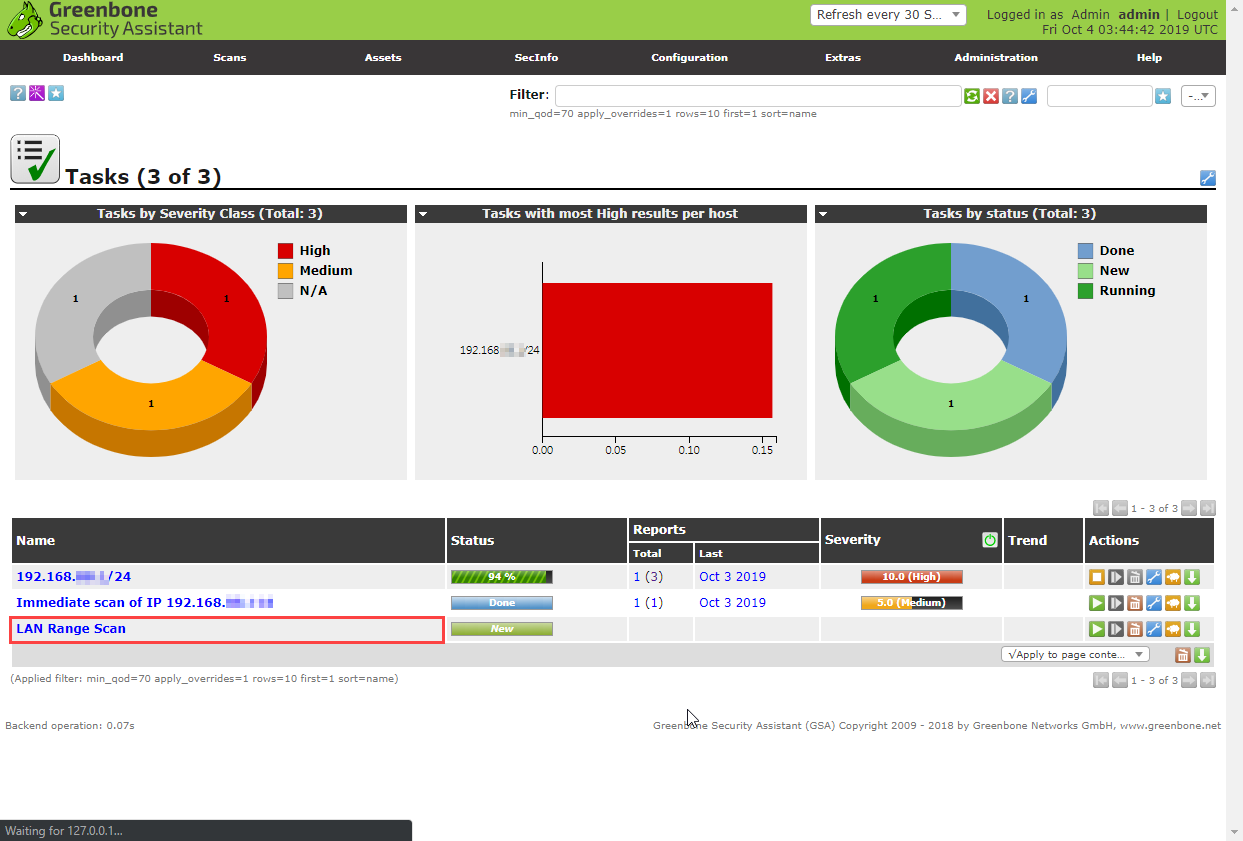 Greenbone
Security Assistant
Refresh every 30 S...
Logged in as Admin admin | Logout
Fri Oct 4 03:44:42 2019 UTC
Dashboard Scans Assets SecInfo Configuration Extras Administration Help
Filter:
-...
min_qod=70 apply_overrides=1 rows=10 first=1 sort=name
Tasks (3 of 3)
Tasks by Severity Class (Total: 3)
High
Medium
N/A
1
1
1
Tasks with most High results per host
192.168 /24
0.00 0.05 0.10 0.15
Tasks by status (Total: 3)
Done
New
Running
1
1
1
1 - 3 of 3
Name Status Reports Severity Trend Actions
Total Last
192.168. /24 94 % 1 (3) Oct 3 2019 10.0 (High)
Immediate scan of IP 192.168. Done 1 (1) Oct 3 2019 5.0 (Medium)
LAN Range Scan New
√Apply to page conte...
(Applied filter: min_qod=70 apply_overrides=1 rows=10 first=1 sort=name)
1 - 3 of 3
Backend operation: 0.07s
Greenbone Security Assistant (GSA) Copyright 2009 - 2018 by Greenbone Networks GmbH, www.greenbone.net
Waiting for 127.0.0.1...